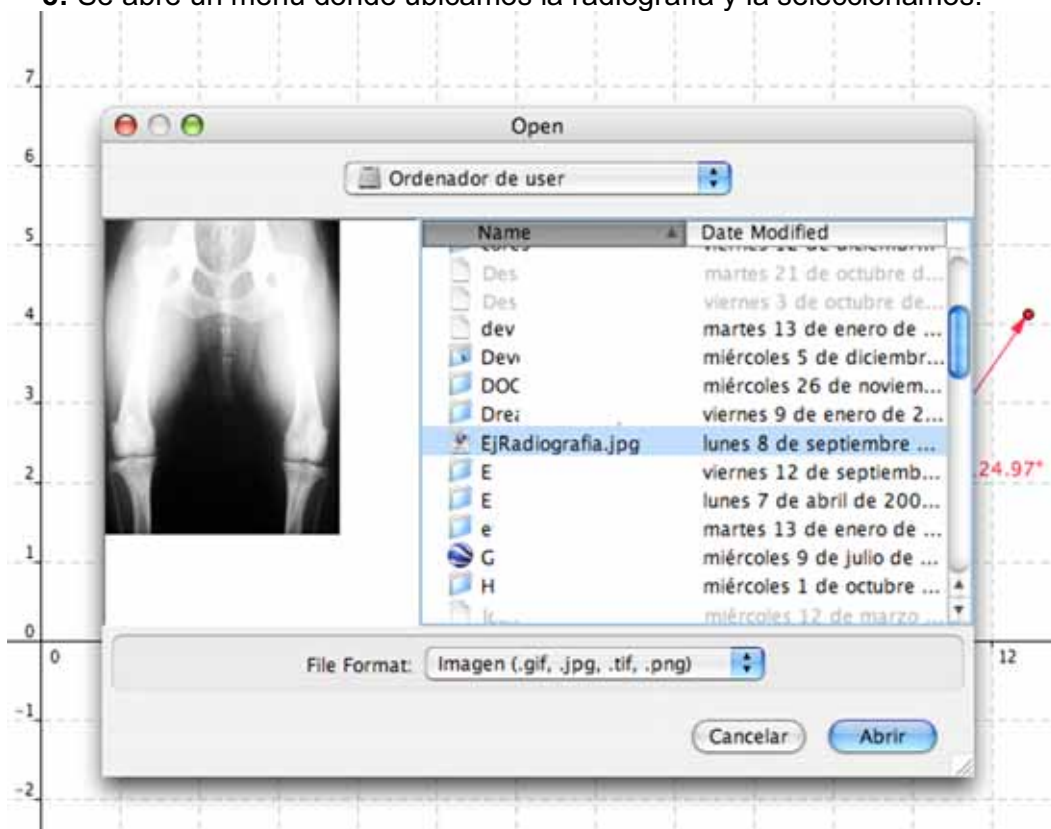 Se abre un menú donde ubicamos la radiografía y la seleccionamos.
7
Open
6
Ordenador de user
5
Name Date Modified
Des martes 21 de octubre d...
Des viernes 3 de octubre de...
4
dev martes 13 de enero de ...
Dev miércoles 5 de diciembr...
DOC miércoles 26 de noviem...
3
Drea viernes 9 de enero de 2...
EjRadiografia.jpg lunes 8 de septiembre ...
2
E viernes 12 de septiemb... 24.97°
E lunes 7 de abril de 200...
e martes 13 de enero de ...
1
G miércoles 9 de julio de ...
H miércoles 1 de octubre ...
miércoles 12 de marzo ...
0
0 12
File Format: Imagen (.gif, .jpg, .tif, .png)
-1
Cancelar Abrir
-2